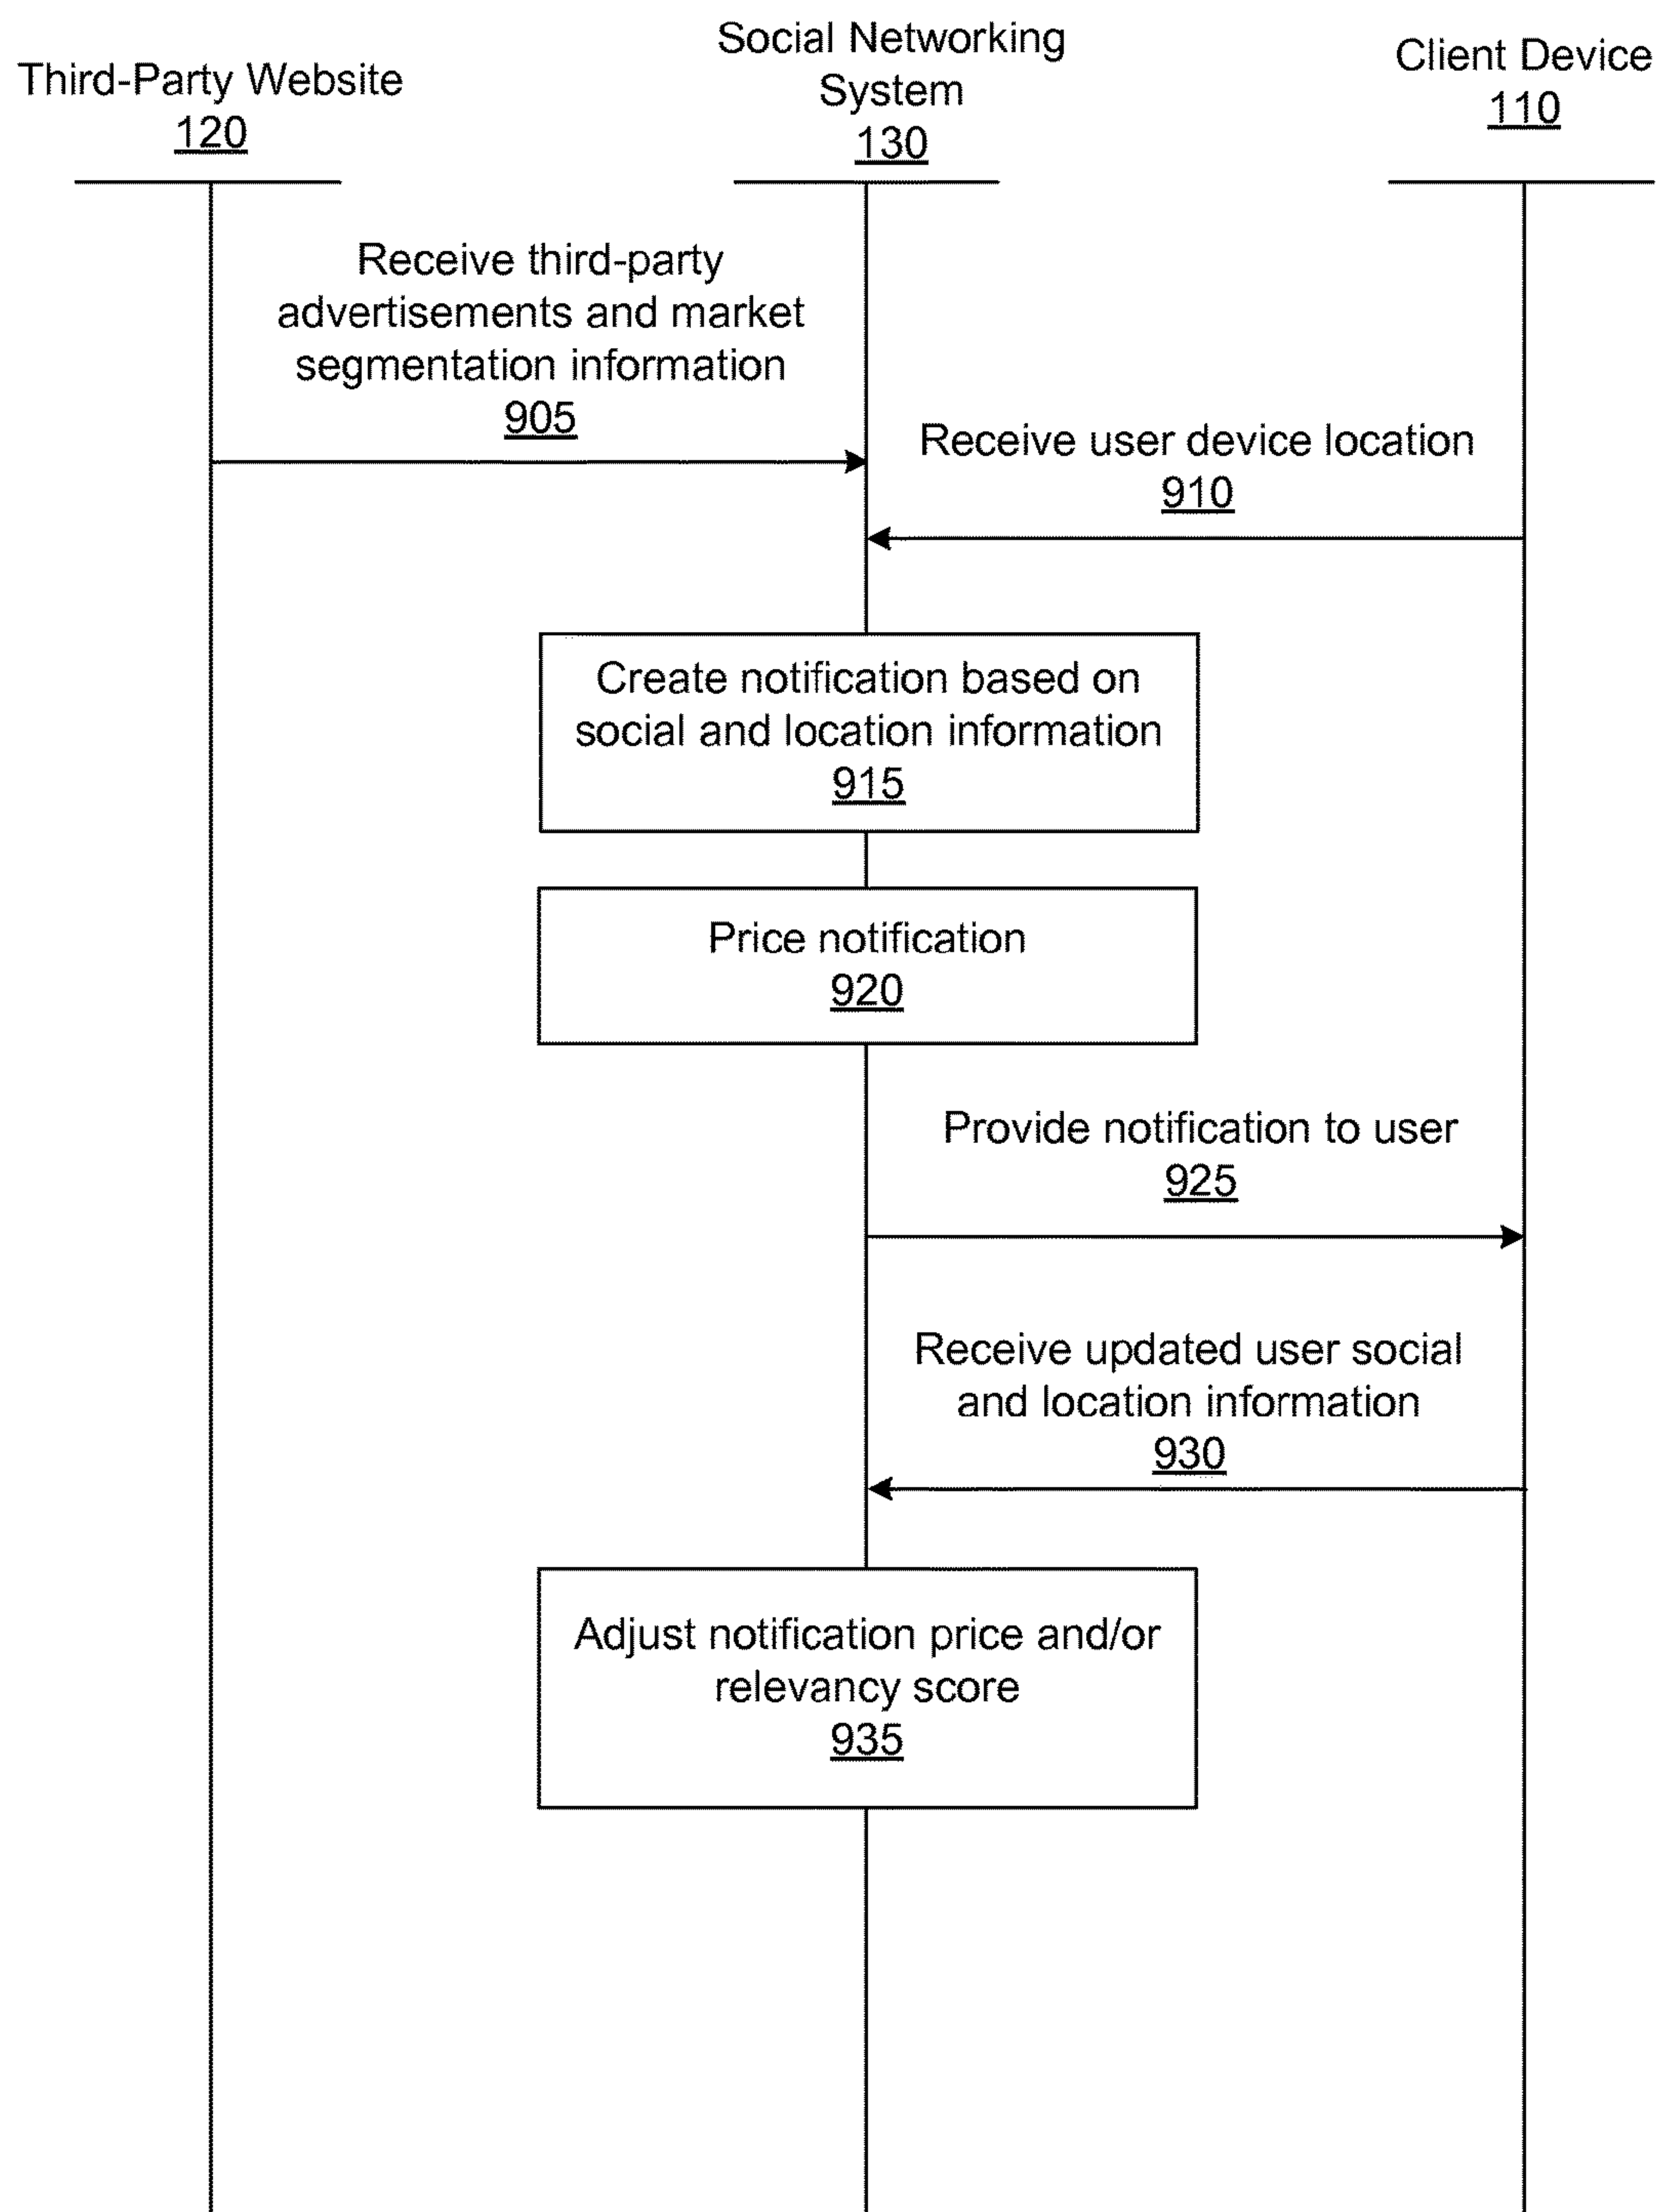 Third-Party Website
120
Social Networking
System
130
Client Device
110
Receive third-party
advertisements and market
segmentation information
905
Receive user device location
910
Create notification based on
social and location information
915
Price notification
920
Provide notification to user
925
Receive updated user social
and location information
930
Adjust notification price and/or
relevancy score
935